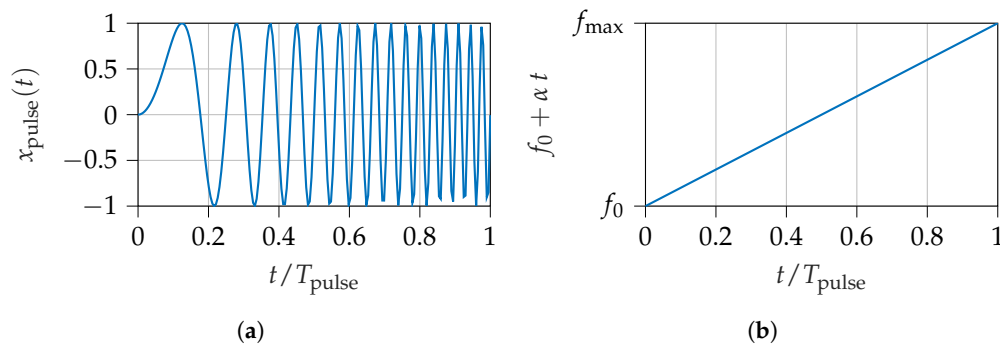 1
0.5
0
−0.5
−1
x_pulse(t)
0 0.2 0.4 0.6 0.8 1
t/T_pulse
(a)
f_max
f_0
f_0 + α t
0 0.2 0.4 0.6 0.8 1
t/T_pulse
(b)